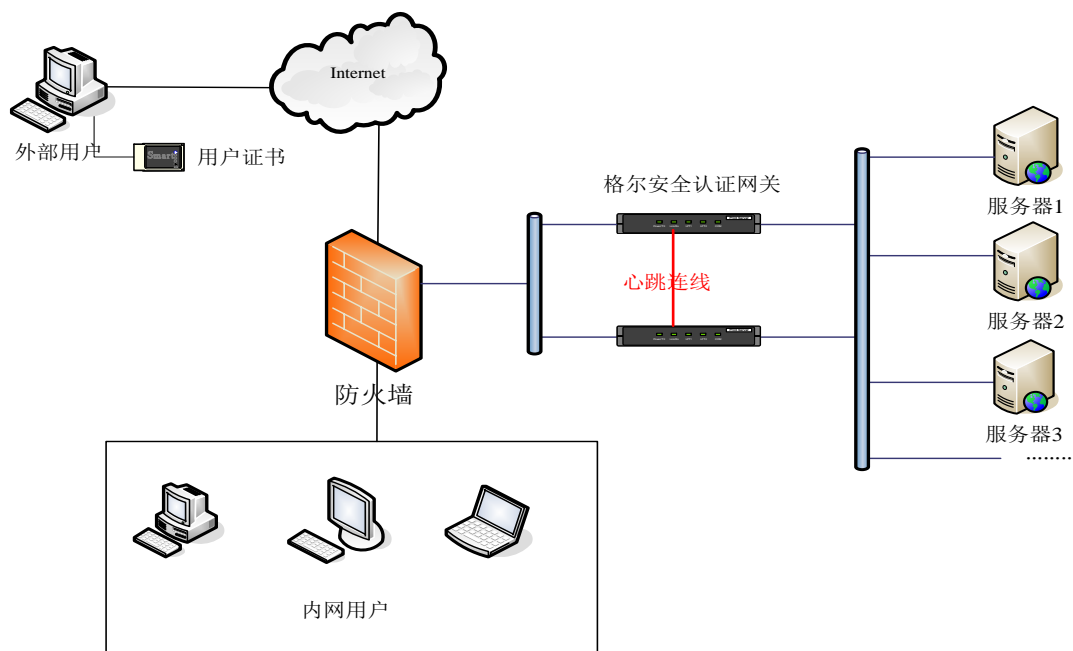 Internet
外部用户
Smart
用户证书
格尔安全认证网关
服务器1
心跳连线
服务器2
防火墙
服务器3
........
内网用户